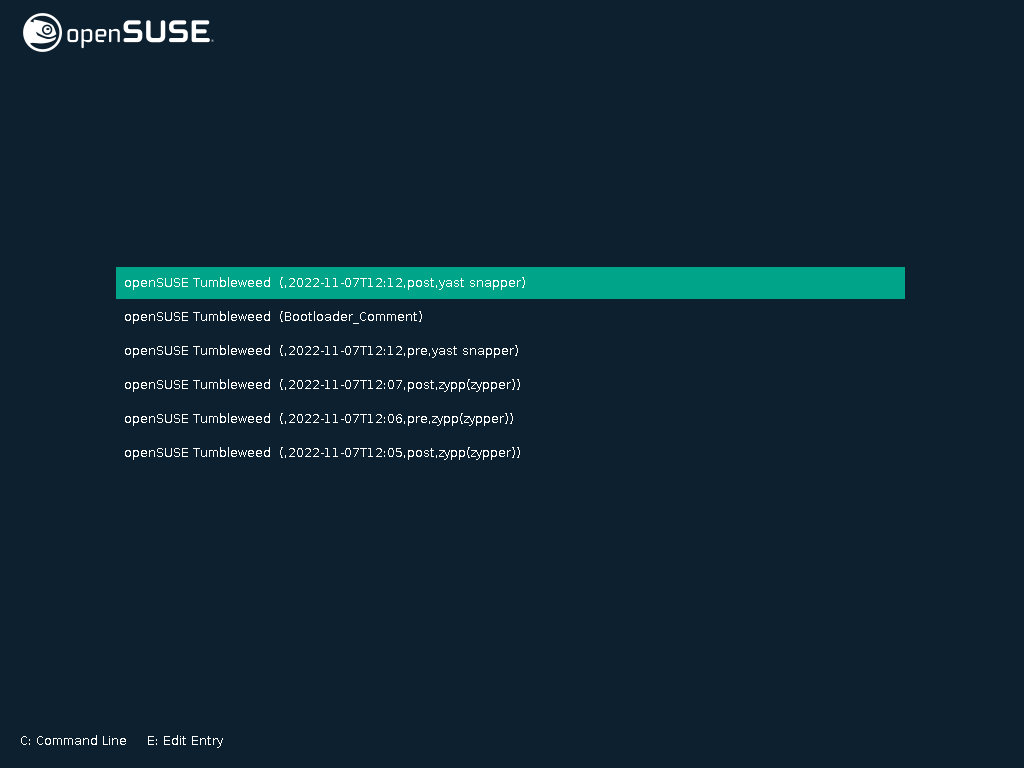 openSUSE.
openSUSE Tumbleweed (,2022-11-07T12:12,post,yast snapper)
openSUSE Tumbleweed (Bootloader_Comment)
openSUSE Tumbleweed (,2022-11-07T12:12,pre,yast snapper)
openSUSE Tumbleweed (,2022-11-07T12:07,post,zypp(zypper))
openSUSE Tumbleweed (,2022-11-07T12:06,pre,zypp(zypper))
openSUSE Tumbleweed (,2022-11-07T12:05,post,zypp(zypper))
C: Command Line E: Edit Entry